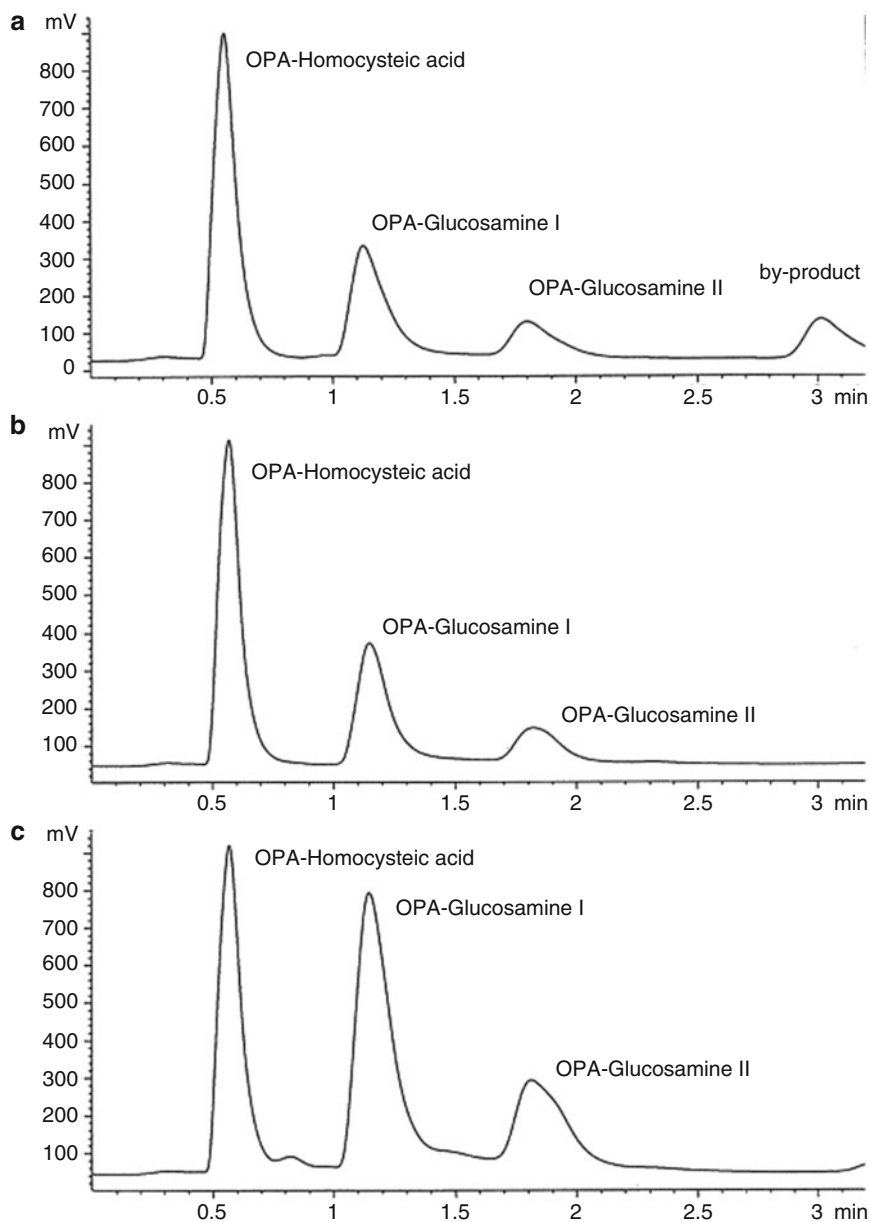 a mV
800
700
600
500
400
300
200
100
0
OPA-Homocysteic acid
OPA-Glucosamine I
OPA-Glucosamine II
by-product
0.5 1 1.5 2 2.5 3 min
b mV
800
700
600
500
400
300
200
100
OPA-Homocysteic acid
OPA-Glucosamine I
OPA-Glucosamine II
0.5 1 1.5 2 2.5 3 min
c mV
800
700
600
500
400
300
200
100
OPA-Homocysteic acid
OPA-Glucosamine I
OPA-Glucosamine II
0.5 1 1.5 2 2.5 3 min